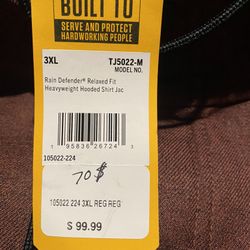 BUILT TO
SERVE AND PROTECT
HARDWORKING PEOPLE
3XL TJ5022-M
MODEL NO.
Rain Defender® Relaxed Fit
Heavyweight Hooded Shirt Jac
1 95836 26724 3
105022-224
70$
105022 224 3XL REG REG
$ 99.99